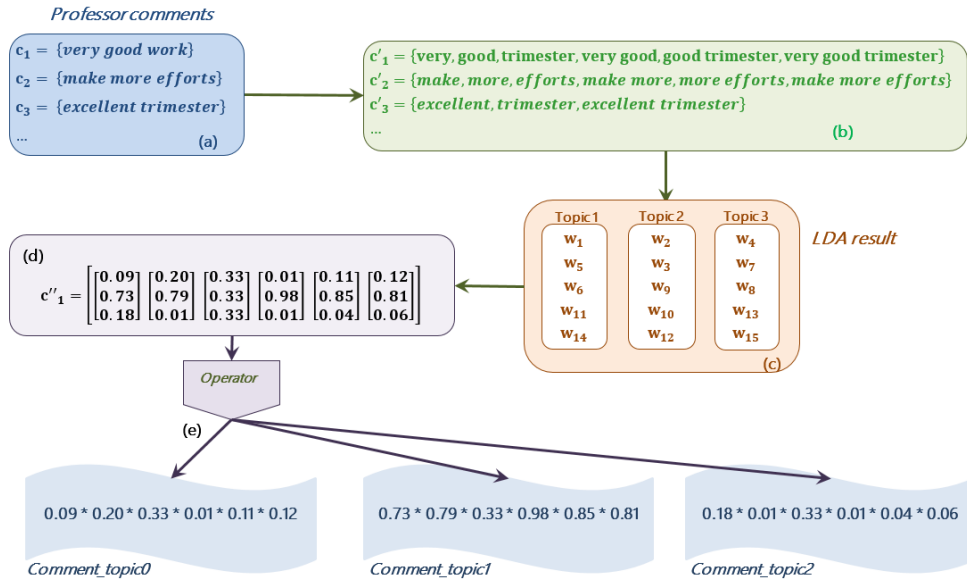 Professor comments
c₁ = {very good work}
c₂ = {make more efforts}
c₃ = {excellent trimester}
...
(a)
c′₁ = {very, good, trimester, very good, good trimester, very good trimester}
c′₂ = {make, more, efforts, make more, more efforts, make more efforts}
c′₃ = {excellent, trimester, excellent trimester}
...
(b)
Topic1 Topic2 Topic3
w₁ w₂ w₄
w₅ w₃ w₇
w₆ w₉ w₈
w₁₁ w₁₀ w₁₃
w₁₄ w₁₂ w₁₅
(c)
LDA result
(d)
[0.09] [0.20] [0.33] [0.01] [0.11] [0.12]
c′′₁ = [0.73] [0.79] [0.33] [0.98] [0.85] [0.81]
[0.18] [0.01] [0.33] [0.01] [0.04] [0.06]
Operator
(e)
0.09 * 0.20 * 0.33 * 0.01 * 0.11 * 0.12
Comment_topic0
0.73 * 0.79 * 0.33 * 0.98 * 0.85 * 0.81
Comment_topic1
0.18 * 0.01 * 0.33 * 0.01 * 0.04 * 0.06
Comment_topic2